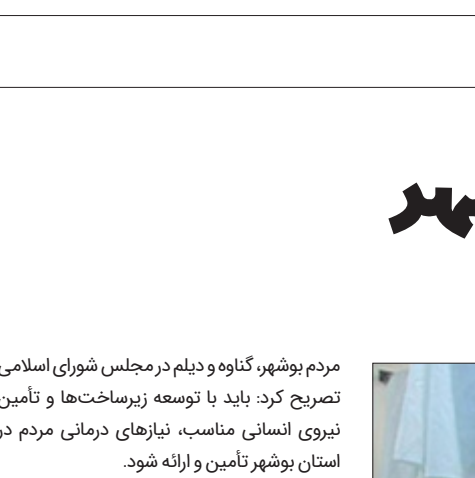 مردم بوشهر، گناوه و دیلم در مجلس شورای اسلامی
تصریح کرد: باید با توسعه زیرساخت‌ها و تأمین
نیروی انسانی مناسب، نیازهای درمانی مردم در
استان بوشهر تأمین و ارائه شود.